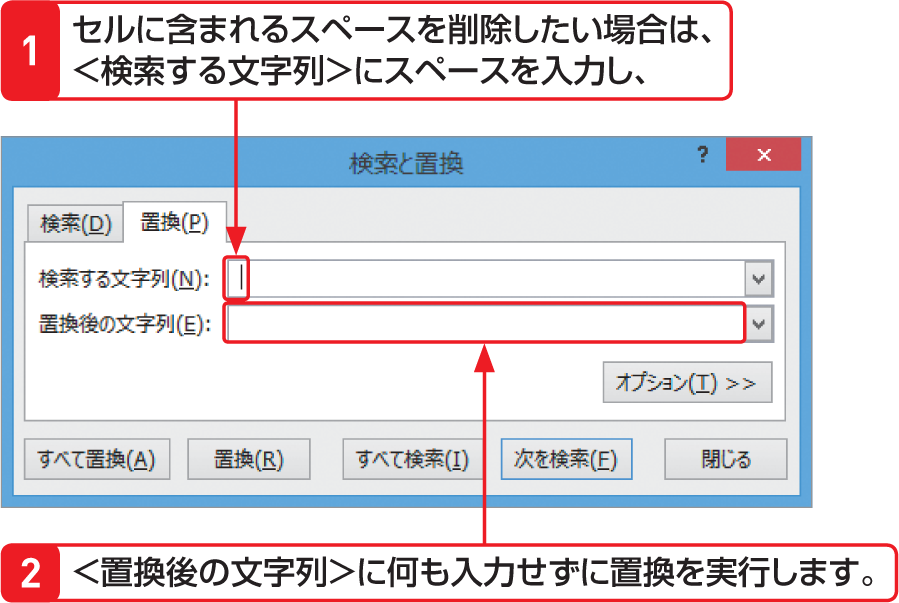 1 セルに含まれるスペースを削除したい場合は、
＜検索する文字列＞にスペースを入力し、
検索と置換
? ×
検索(D) 置換(P)
検索する文字列(N):
置換後の文字列(E):
オプション(T) >>
すべて置換(A) 置換(R) すべて検索(I) 次を検索(F) 閉じる
2 ＜置換後の文字列＞に何も入力せずに置換を実行します。